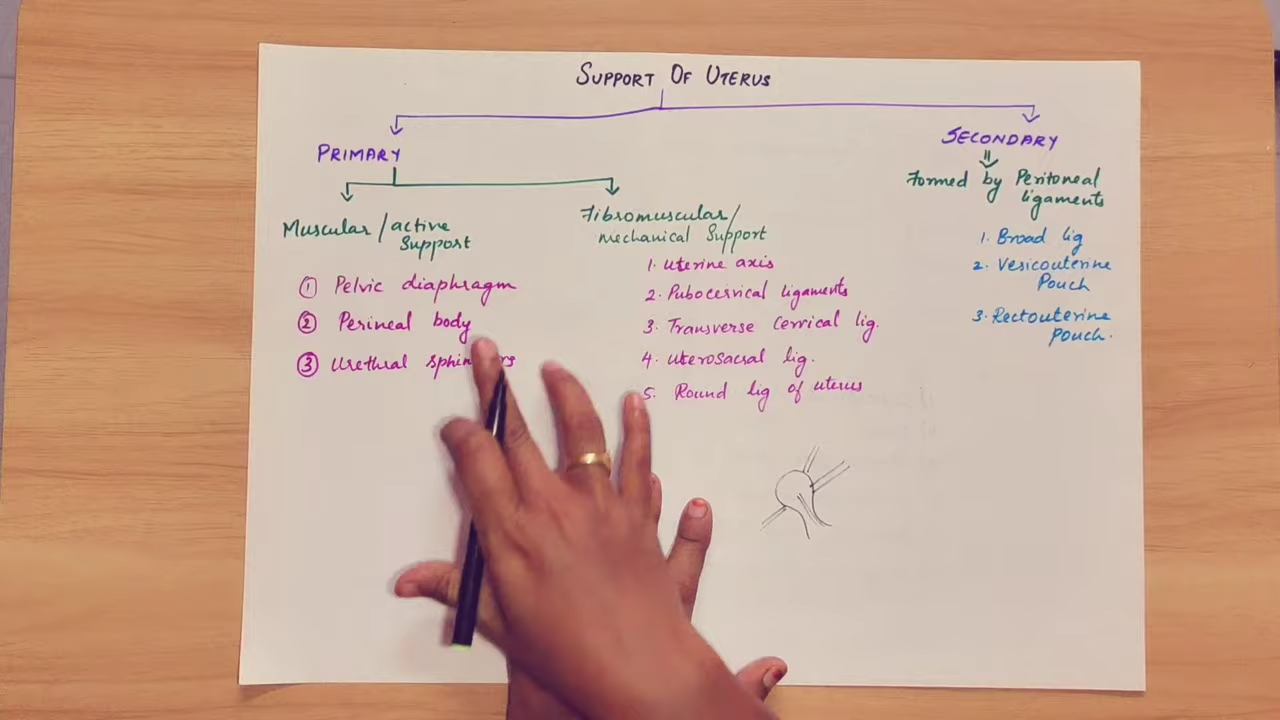 SUPPORT OF UTERUS
PRIMARY
Muscular/active
Support
① Pelvic diaphragm
② Perineal body
③ Urethral
Fibromuscular/
Mechanical Support
1. Uterine axis
2. Pubocervical ligaments
3. Transverse Cervical lig.
4. Uterosacral lig.
5. Round lig of uterus
SECONDARY
Formed by Peritoneal
ligaments
1. Broad lig
2. Vesicouterine
Pouch
3. Rectouterine
Pouch.